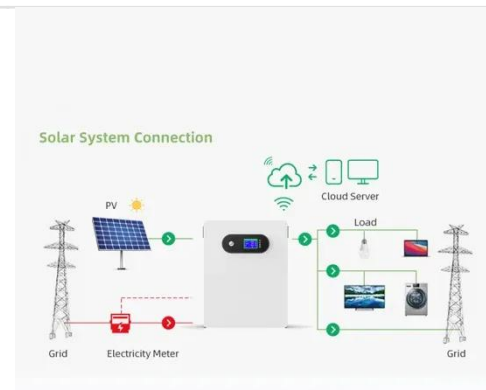 Solar System Connection
Cloud Server
PV
Load
Grid
Electricity Meter
Grid